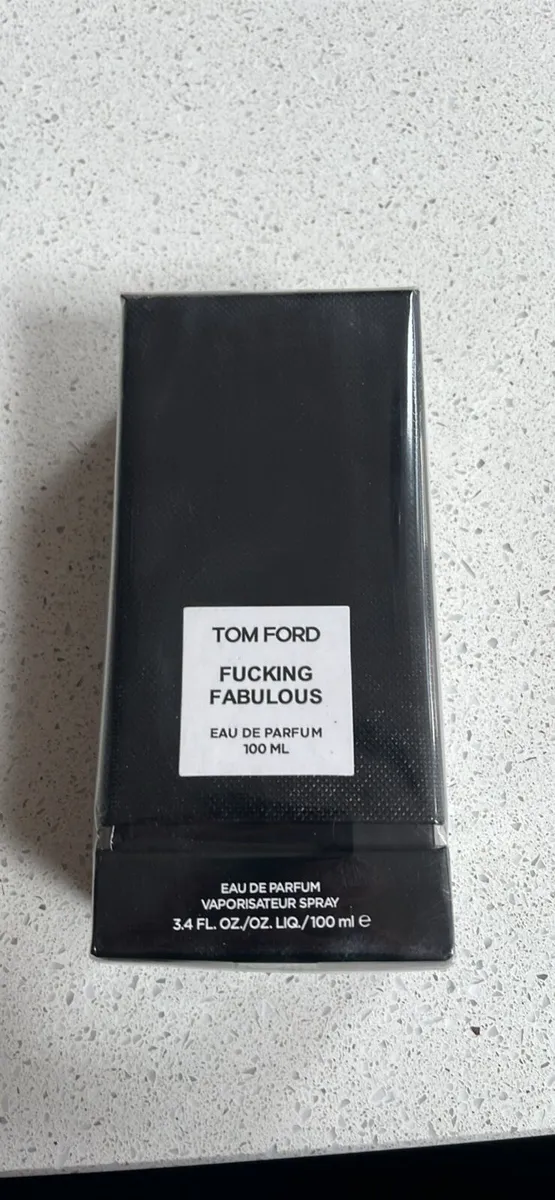 TOM FORD
FUCKING
FABULOUS
EAU DE PARFUM
100 ML
EAU DE PARFUM
VAPORISATEUR SPRAY
3.4 FL. OZ./OZ. LIQ./100 ml ℮